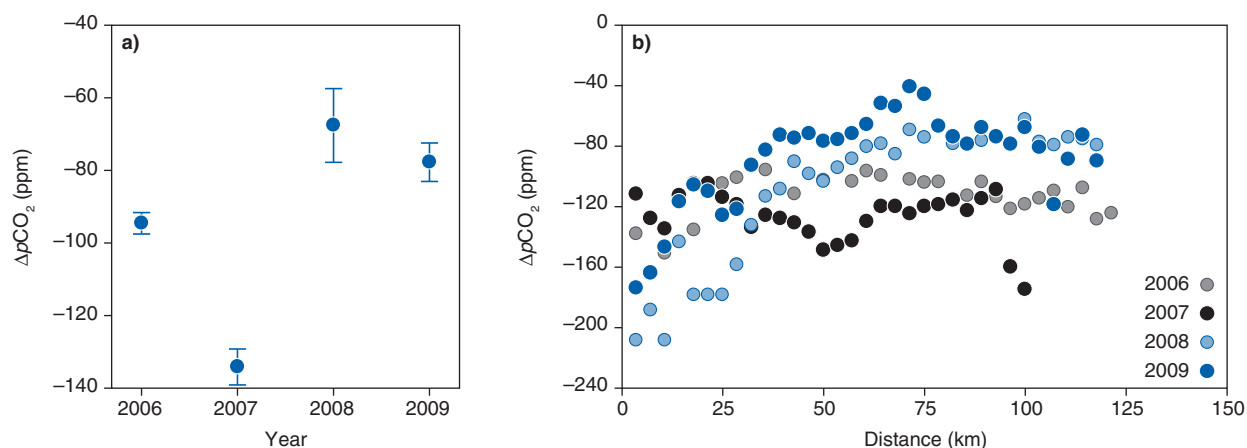 a)
−40
−60
−80
−100
−120
−140
ΔpCO₂ (ppm)
2006 2007 2008 2009
Year
b)
0
−40
−80
−120
−160
−200
−240
ΔpCO₂ (ppm)
2006
2007
2008
2009
0 25 50 75 100 125 150
Distance (km)